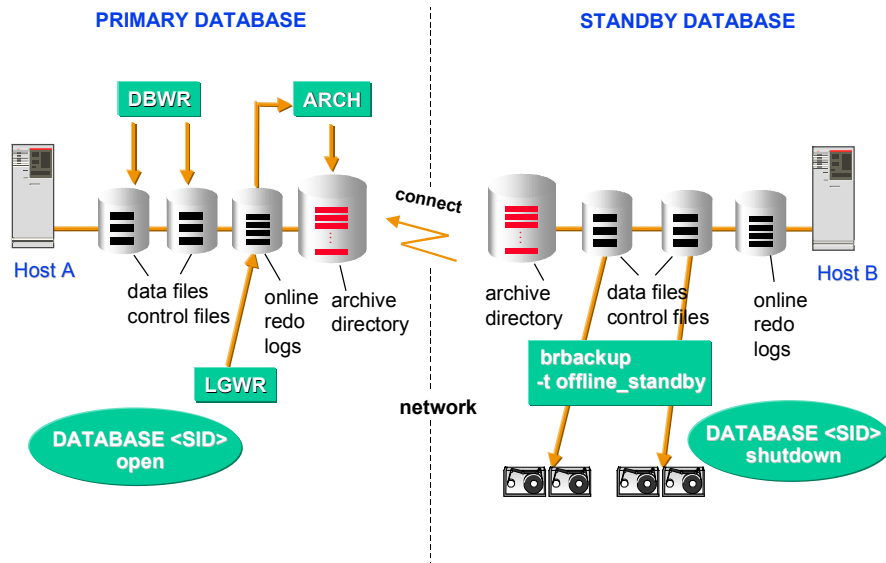 PRIMARY DATABASE
STANDBY DATABASE
DBWR
ARCH
connect
Host A
Host B
data files
control files
online
redo
logs
archive
directory
archive
directory
data files
control files
online
redo
logs
LGWR
brbackup
-t offline_standby
network
DATABASE <SID>
open
DATABASE <SID>
shutdown